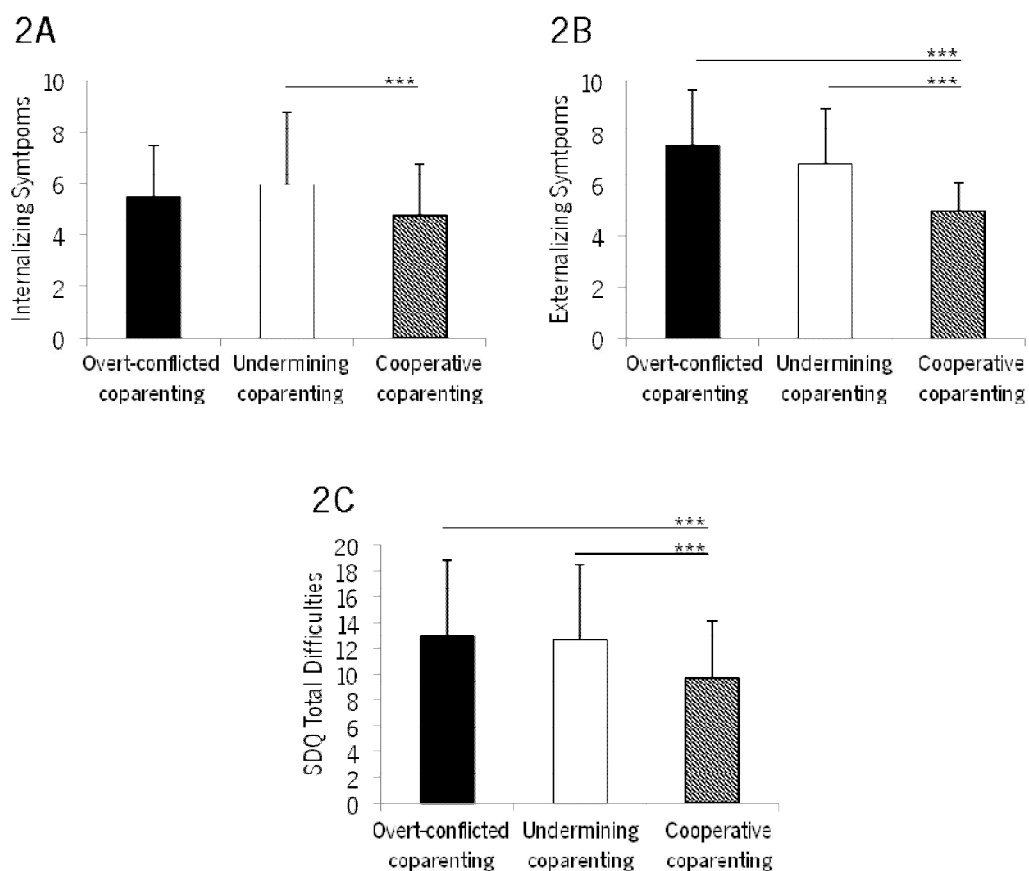 2A
***
10
8
6
4
2
0
Internalizing Symtpoms
Overt-conflicted Undermining Cooperative
coparenting coparenting coparenting
2B
***
***
10
8
6
4
2
0
Externalizing Symtpoms
Overt-conflicted Undermining Cooperative
coparenting coparenting coparenting
2C
***
***
20
18
16
14
12
10
8
6
4
2
0
SDQ Total Difficulties
Overt-conflicted Undermining Cooperative
coparenting coparenting coparenting